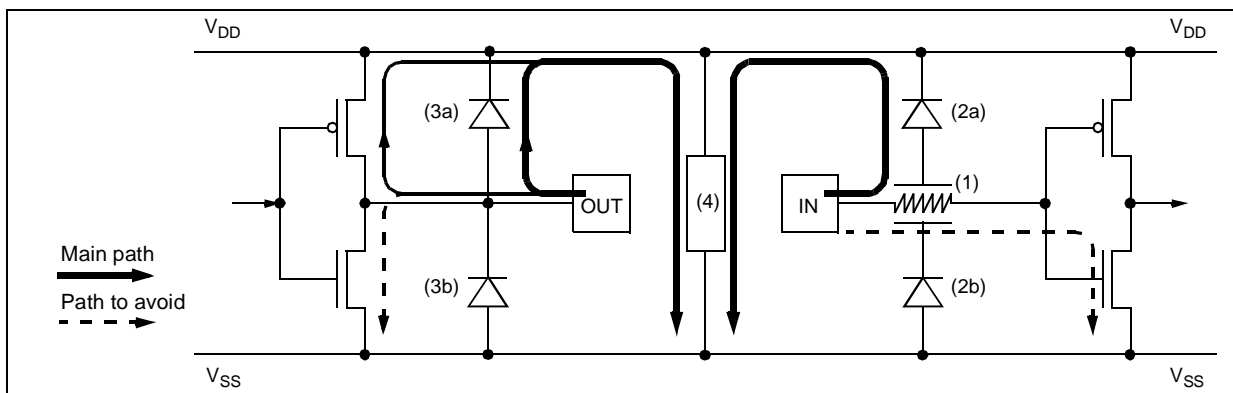 VDD VDD
(3a) (2a)
(1)
OUT (4) IN
Main path
(3b) (2b)
Path to avoid
VSS VSS